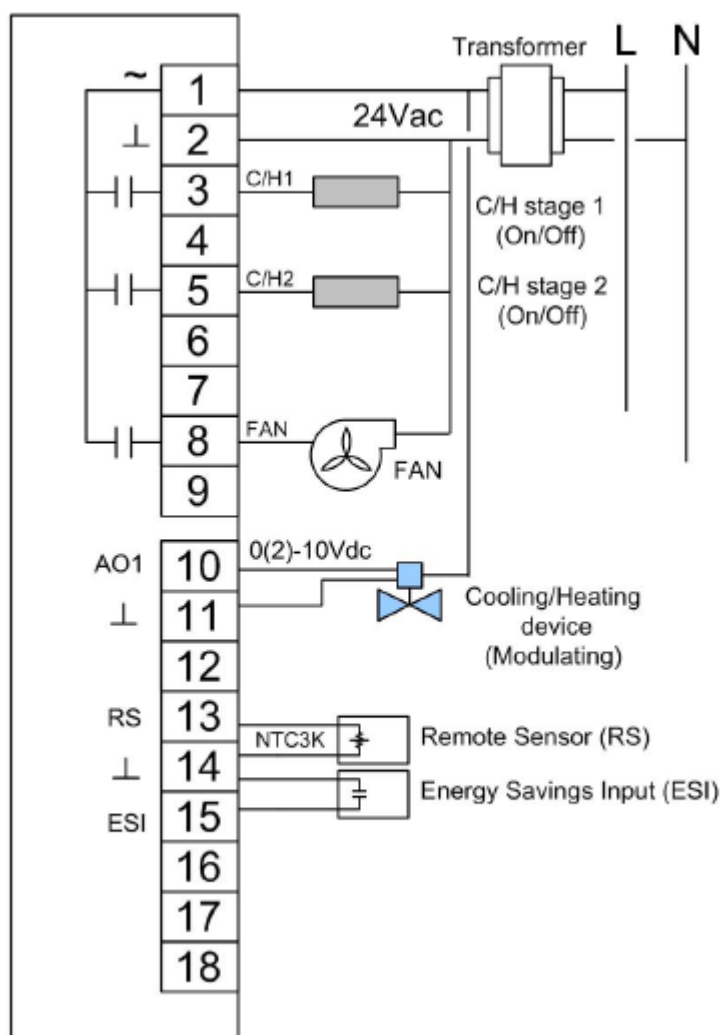 Transformer
L
N
~
1
24Vac
⊥
2
3
C/H1
C/H stage 1
(On/Off)
4
5
C/H2
C/H stage 2
(On/Off)
6
7
8
FAN
FAN
9
AO1
10
0(2)-10Vdc
⊥
11
Cooling/Heating
device
(Modulating)
12
RS
13
NTC3K
Remote Sensor (RS)
⊥
14
Energy Savings Input (ESI)
ESI
15
16
17
18